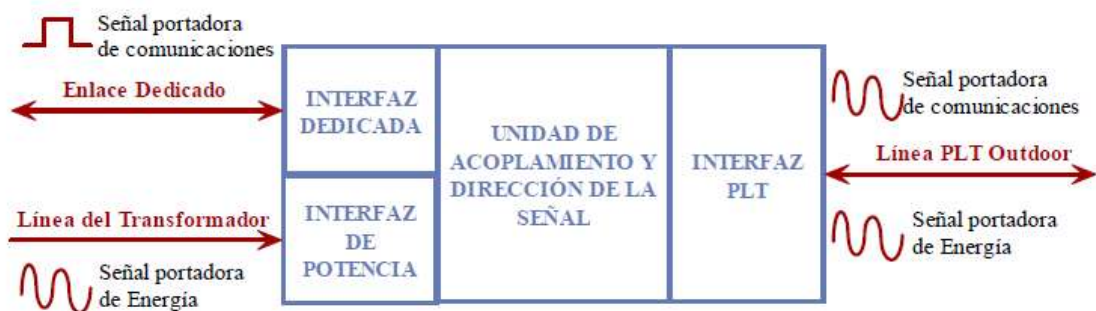 Señal portadora
de comunicaciones
Enlace Dedicado
INTERFAZ
DEDICADA
Línea del Transformador
INTERFAZ
DE
POTENCIA
Señal portadora
de Energía
UNIDAD DE
ACOPLAMIENTO Y
DIRECCIÓN DE LA
SEÑAL
INTERFAZ
PLT
Señal portadora
de comunicaciones
Línea PLT Outdoor
Señal portadora
de Energía